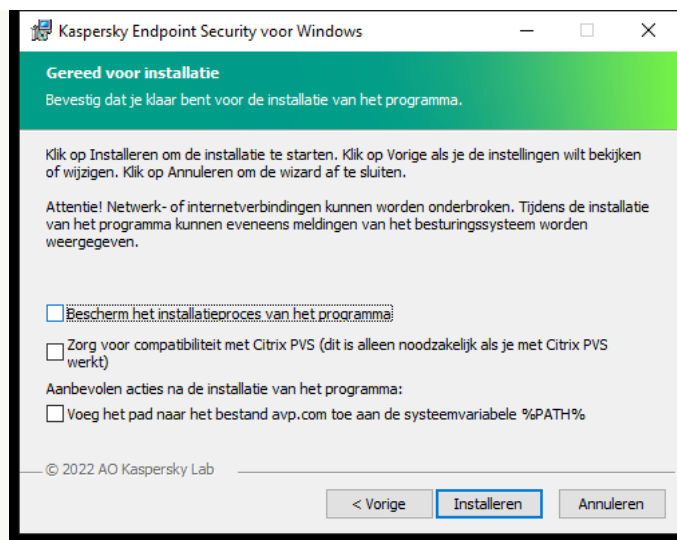 Kaspersky Endpoint Security voor Windows
Gereed voor installatie
Bevestig dat je klaar bent voor de installatie van het programma.
Klik op Installeren om de installatie te starten. Klik op Vorige als je de instellingen wilt bekijken
of wijzigen. Klik op Annuleren om de wizard af te sluiten.
Attentie! Netwerk- of internetverbindingen kunnen worden onderbroken. Tijdens de installatie
van het programma kunnen eveneens meldingen van het besturingssysteem worden
weergegeven.
Bescherm het installatieproces van het programma
Zorg voor compatibiliteit met Citrix PVS (dit is alleen noodzakelijk als je met Citrix PVS
werkt)
Aanbevolen acties na de installatie van het programma:
Voeg het pad naar het bestand avp.com toe aan de systeemvariabele %PATH%
© 2022 AO Kaspersky Lab
< Vorige Installeren Annuleren